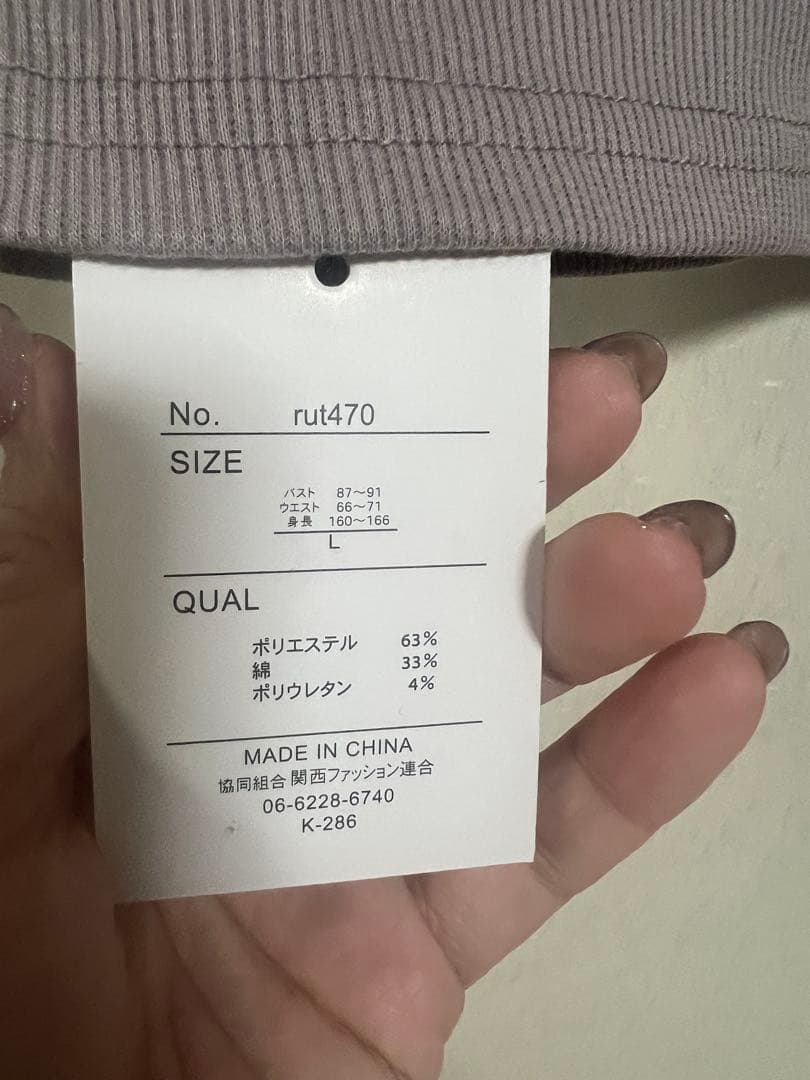 No. rut470
SIZE
バスト 87〜91
ウエスト 66〜71
身長 160〜166
L
QUAL
ポリエステル 63%
綿 33%
ポリウレタン 4%
MADE IN CHINA
協同組合 関西ファッション連合
06-6228-6740
K-286